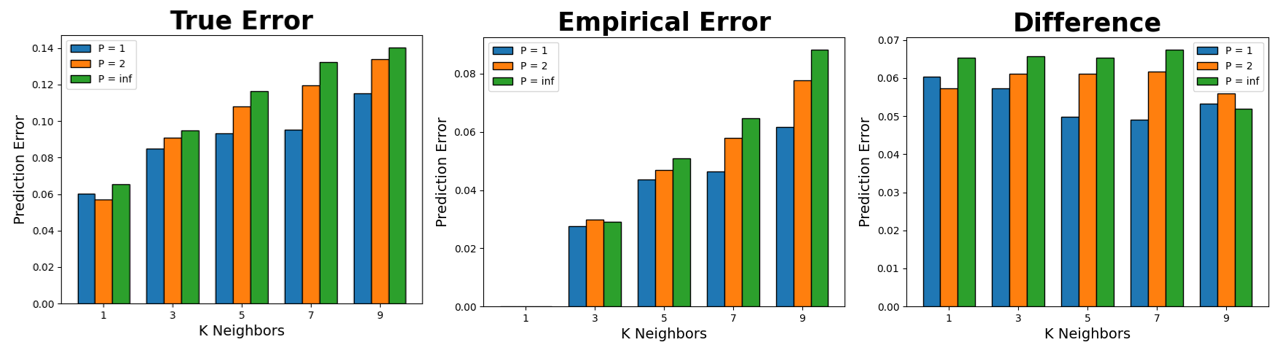 True Error
P = 1
P = 2
P = inf
Prediction Error
0.14
0.12
0.10
0.08
0.06
0.04
0.02
0.00
1 3 5 7 9
K Neighbors
Empirical Error
P = 1
P = 2
P = inf
Prediction Error
0.08
0.06
0.04
0.02
0.00
1 3 5 7 9
K Neighbors
Difference
P = 1
P = 2
P = inf
Prediction Error
0.07
0.06
0.05
0.04
0.03
0.02
0.01
0.00
1 3 5 7 9
K Neighbors